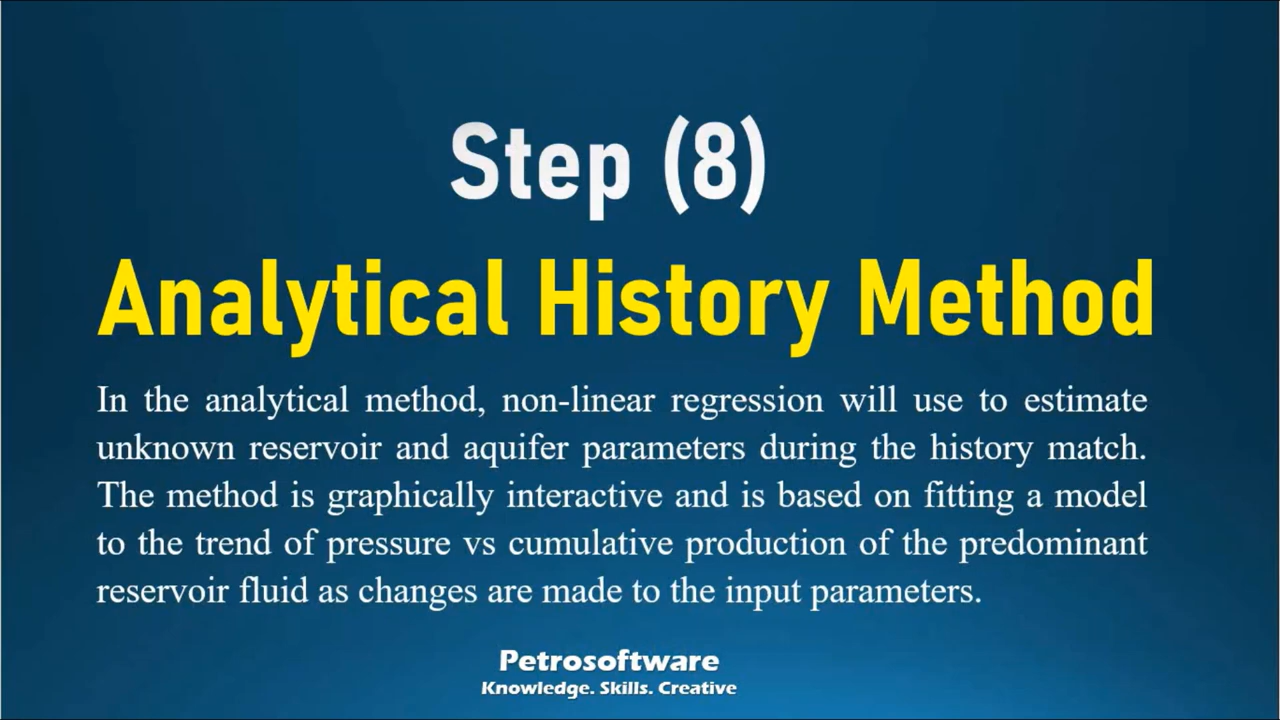 Step (8)
Analytical History Method
In the analytical method, non-linear regression will use to estimate
unknown reservoir and aquifer parameters during the history match.
The method is graphically interactive and is based on fitting a model
to the trend of pressure vs cumulative production of the predominant
reservoir fluid as changes are made to the input parameters.
Petrosoftware
Knowledge. Skills. Creative